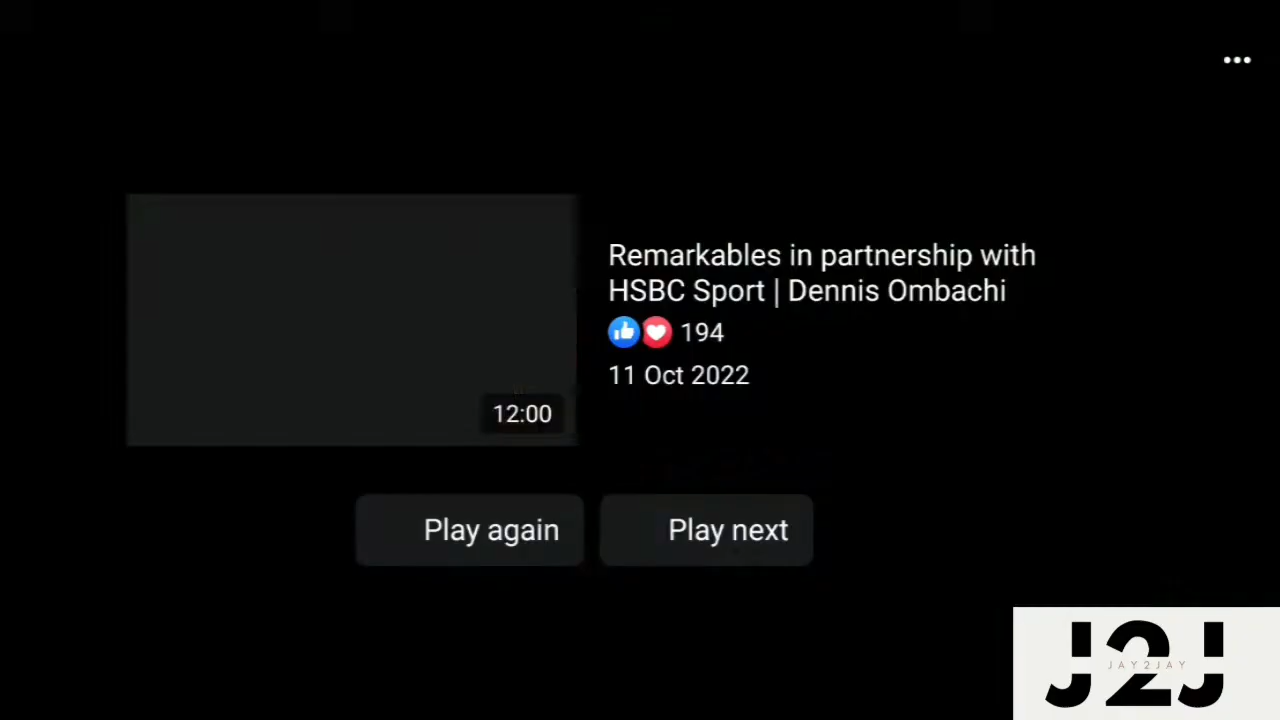 Remarkables in partnership with
HSBC Sport | Dennis Ombachi
194
11 Oct 2022
12:00
Play again
Play next
J2J
JAY2JAY